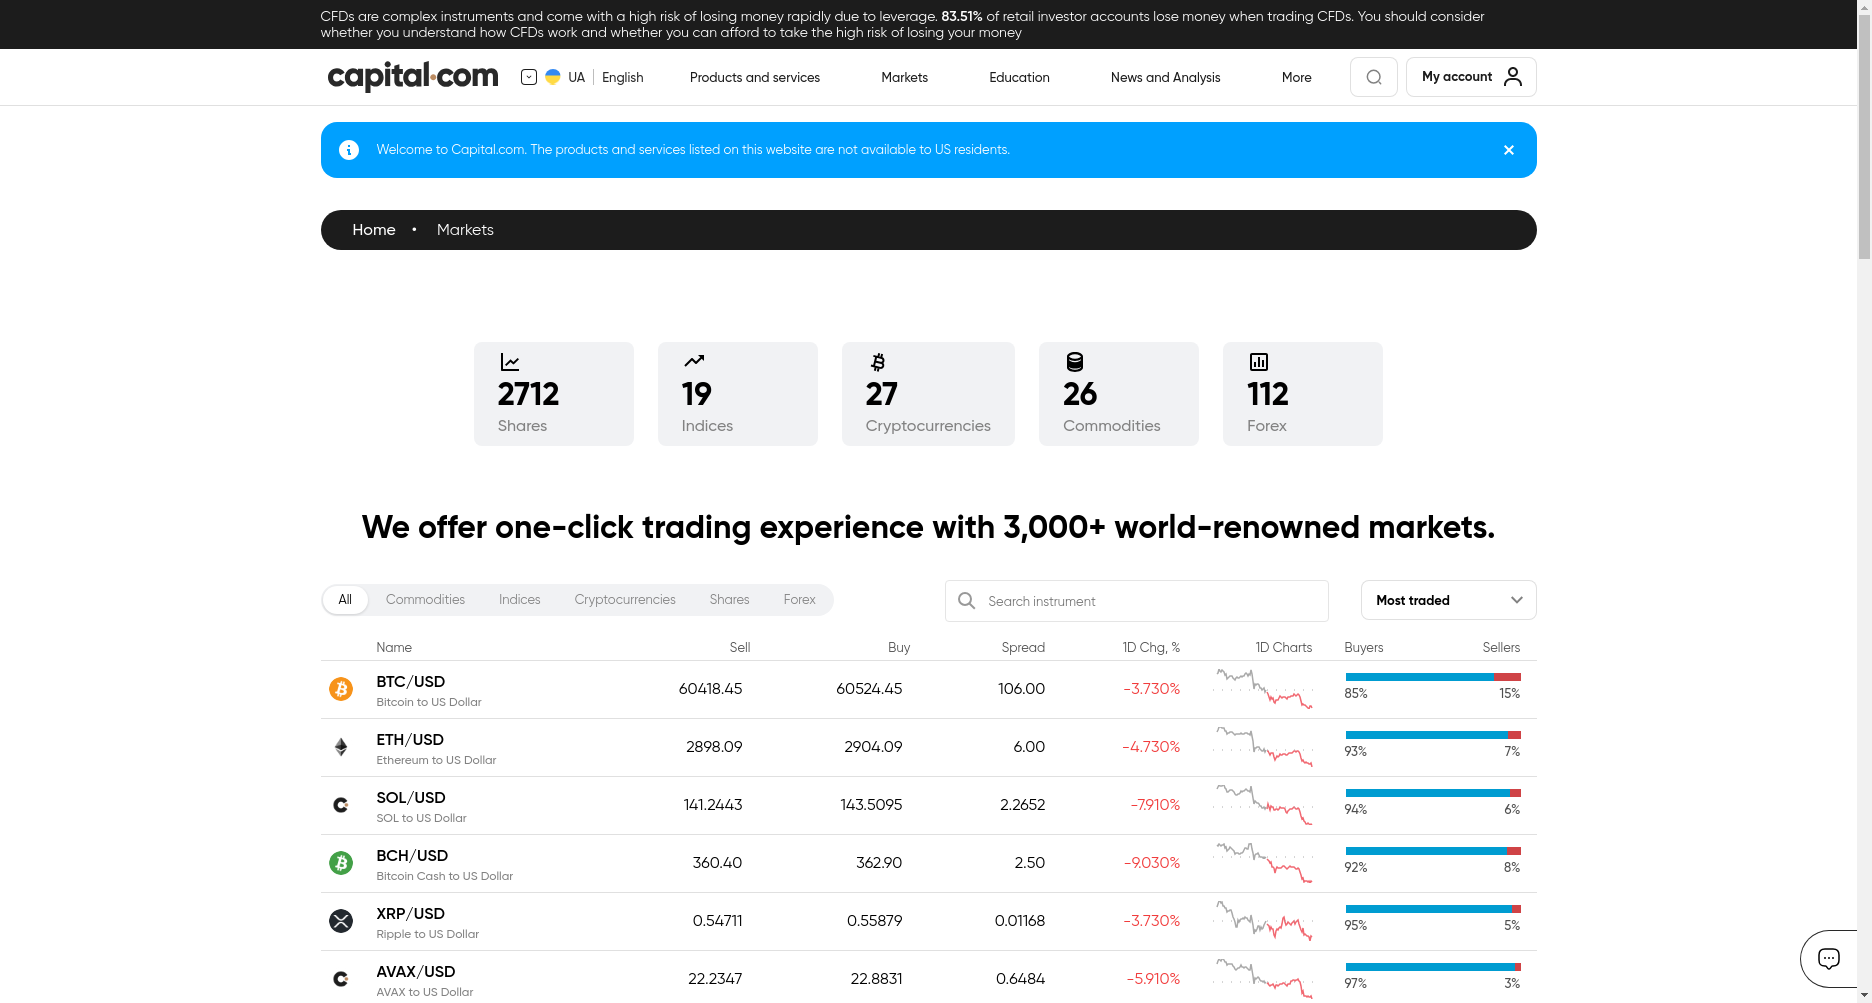 CFDs are complex instruments and come with a high risk of losing money rapidly due to leverage. 83.51% of retail investor accounts lose money when trading CFDs. You should consider
whether you understand how CFDs work and whether you can afford to take the high risk of losing your money
capital.com UA English Products and services Markets Education News and Analysis More My account
Welcome to Capital.com. The products and services listed on this website are not available to US residents.
Home • Markets
2712 19 27 26 112
Shares Indices Cryptocurrencies Commodities Forex
We offer one-click trading experience with 3,000+ world-renowned markets.
All Commodities Indices Cryptocurrencies Shares Forex Search instrument Most traded
Name Sell Buy Spread 1D Chg, % 1D Charts Buyers Sellers
BTC/USD 60418.45 60524.45 106.00 -3.730% 85% 15%
Bitcoin to US Dollar
ETH/USD 2898.09 2904.09 6.00 -4.730% 93% 7%
Ethereum to US Dollar
SOL/USD 141.2443 143.5095 2.2652 -7.910% 94% 6%
SOL to US Dollar
BCH/USD 360.40 362.90 2.50 -9.030% 92% 8%
Bitcoin Cash to US Dollar
XRP/USD 0.54711 0.55879 0.01168 -3.730% 95% 5%
Ripple to US Dollar
AVAX/USD 22.2347 22.8831 0.6484 -5.910% 97% 3%
AVAX to US Dollar